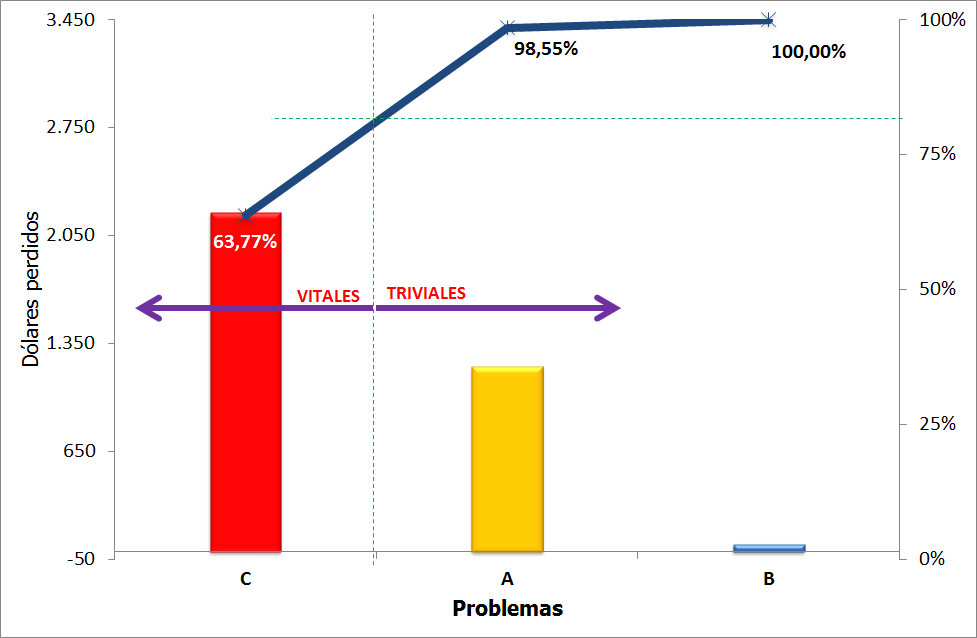 3.450
100%
98,55%
100,00%
2.750
75%
2.050
63,77%
Dólares perdidos
VITALES
TRIVIALES
50%
1.350
650
25%
-50
0%
C
A
B
Problemas